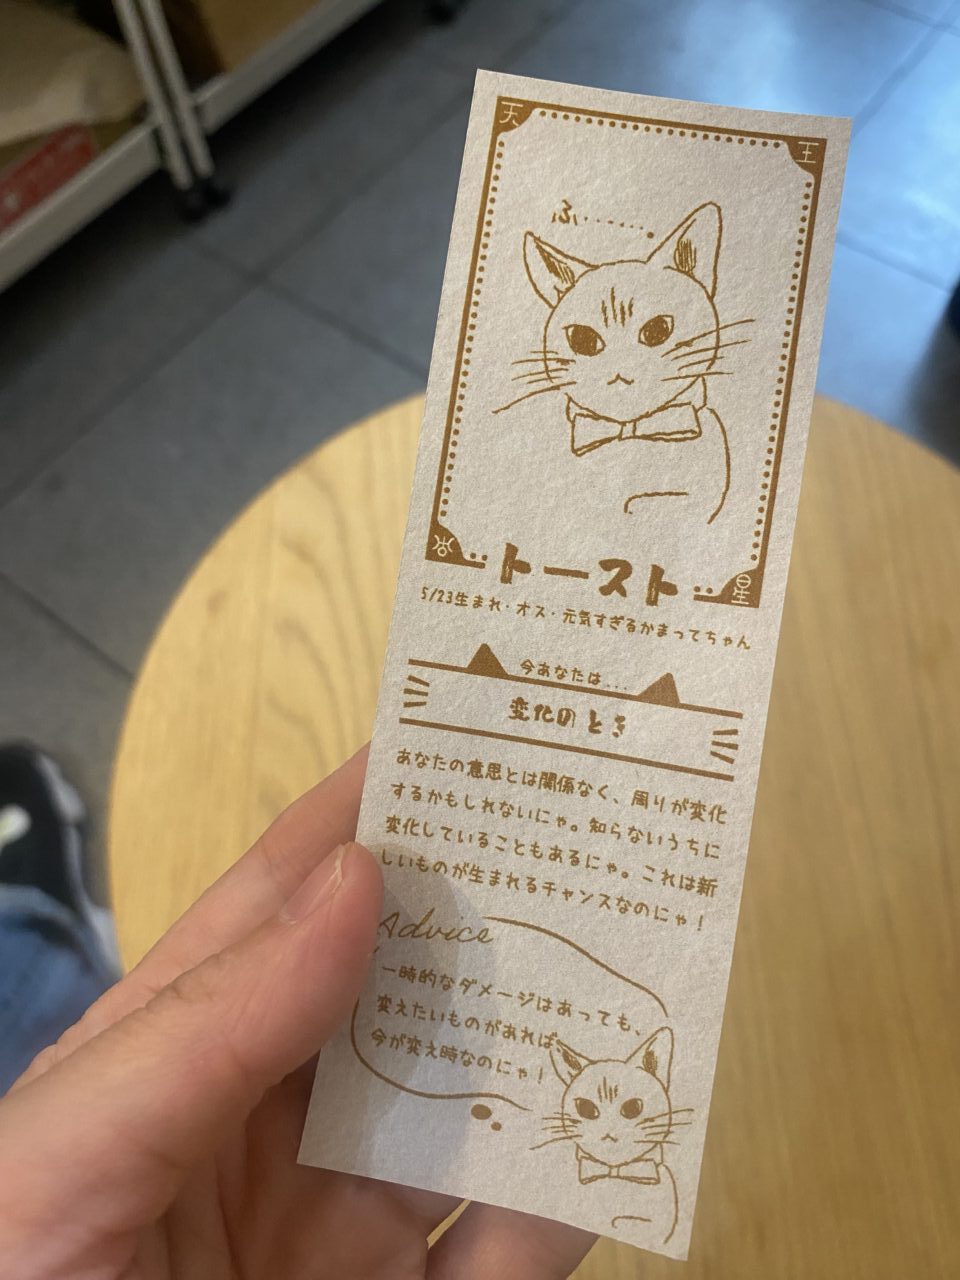 天 王
ふ……
♅ 星
トースト
5/23生まれ・オス・元気すぎるかまってちゃん
今あなたは...
変化のとき
あなたの意思とは関係なく、周りが変化
するかもしれないにゃ。知らないうちに
変化していることもあるにゃ。これは新
しいものが生まれるチャンスなのにゃ！
Advice
一時的なダメージはあっても、
変えたいものがあれば、
今が変え時なのにゃ！